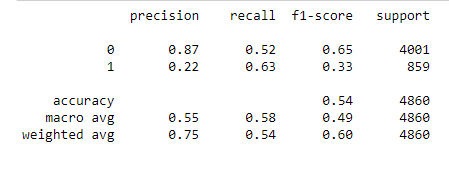 precision recall f1-score support
0 0.87 0.52 0.65 4001
1 0.22 0.63 0.33 859
accuracy 0.54 4860
macro avg 0.55 0.58 0.49 4860
weighted avg 0.75 0.54 0.60 4860